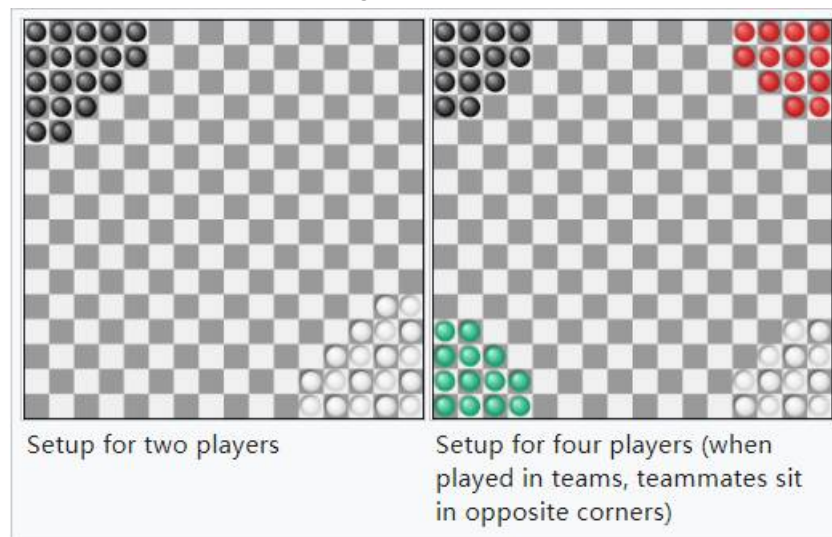 Setup for two players
Setup for four players (when
played in teams, teammates sit
in opposite corners)